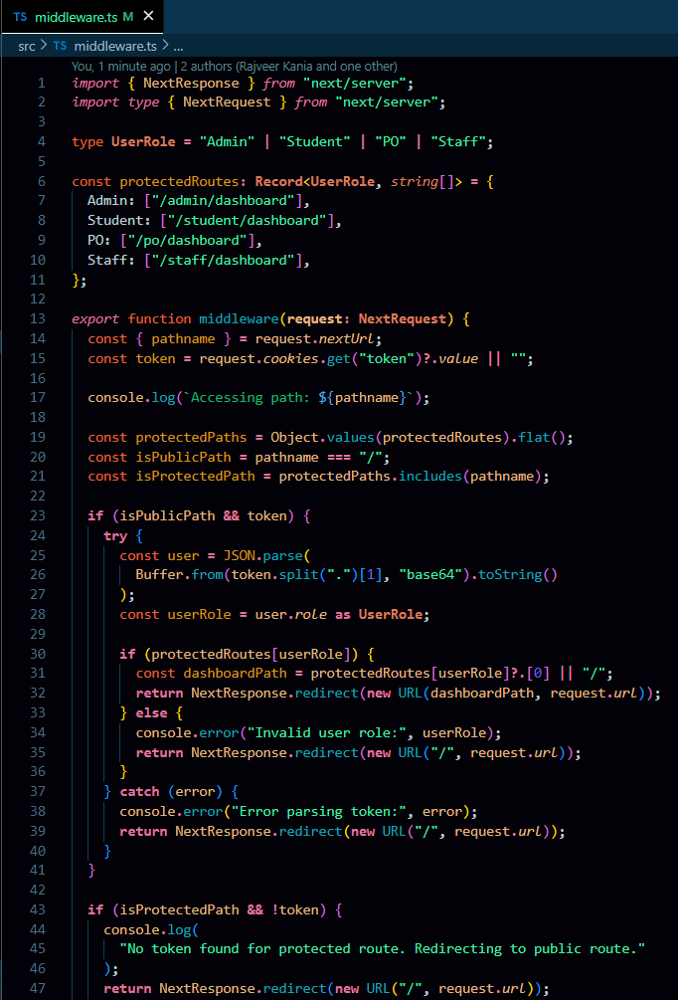 TS middleware.ts M ✕
src > TS middleware.ts > ...
You, 1 minute ago | 2 authors (Rajveer Kania and one other)
1 import { NextResponse } from "next/server";
2 import type { NextRequest } from "next/server";
3
4 type UserRole = "Admin" | "Student" | "PO" | "Staff";
5
6 const protectedRoutes: Record<UserRole, string[]> = {
7   Admin: ["/admin/dashboard"],
8   Student: ["/student/dashboard"],
9   PO: ["/po/dashboard"],
10   Staff: ["/staff/dashboard"],
11 };
12
13 export function middleware(request: NextRequest) {
14   const { pathname } = request.nextUrl;
15   const token = request.cookies.get("token")?.value || "";
16
17   console.log(`Accessing path: ${pathname}`);
18
19   const protectedPaths = Object.values(protectedRoutes).flat();
20   const isPublicPath = pathname === "/";
21   const isProtectedPath = protectedPaths.includes(pathname);
22
23   if (isPublicPath && token) {
24     try {
25       const user = JSON.parse(
26         Buffer.from(token.split(".")[1], "base64").toString()
27       );
28       const userRole = user.role as UserRole;
29
30       if (protectedRoutes[userRole]) {
31         const dashboardPath = protectedRoutes[userRole]?.[0] || "/";
32         return NextResponse.redirect(new URL(dashboardPath, request.url));
33       } else {
34         console.error("Invalid user role:", userRole);
35         return NextResponse.redirect(new URL("/", request.url));
36       }
37     } catch (error) {
38       console.error("Error parsing token:", error);
39       return NextResponse.redirect(new URL("/", request.url));
40     }
41   }
42
43   if (isProtectedPath && !token) {
44     console.log(
45       "No token found for protected route. Redirecting to public route."
46     );
47     return NextResponse.redirect(new URL("/", request.url));